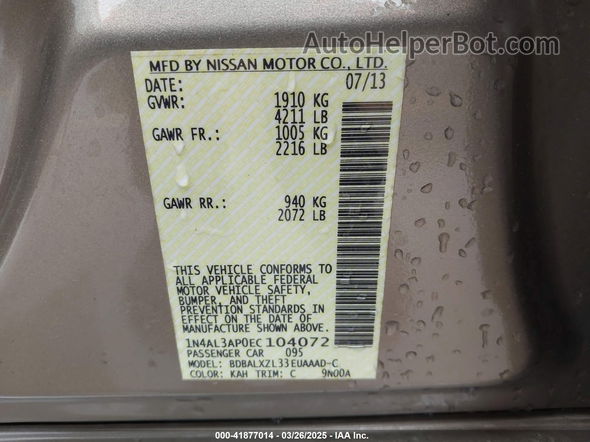 AutoHelperBot.com
MFD BY NISSAN MOTOR CO., LTD.
DATE: 07/13
GVWR: 1910 KG
4211 LB
GAWR FR.: 1005 KG
2216 LB
GAWR RR.: 940 KG
2072 LB
THIS VEHICLE CONFORMS TO
ALL APPLICABLE FEDERAL
MOTOR VEHICLE SAFETY,
BUMPER, AND THEFT
PREVENTION STANDARDS
IN EFFECT ON THE DATE OF
MANUFACTURE SHOWN ABOVE.
1N4AL3AP0EC104072
PASSENGER CAR 095
MODEL: BDBALXZL33EUAAAD-C
COLOR: KAH TRIM: C 9N00A
000-41877014 - 03/26/2025 - IAA Inc.